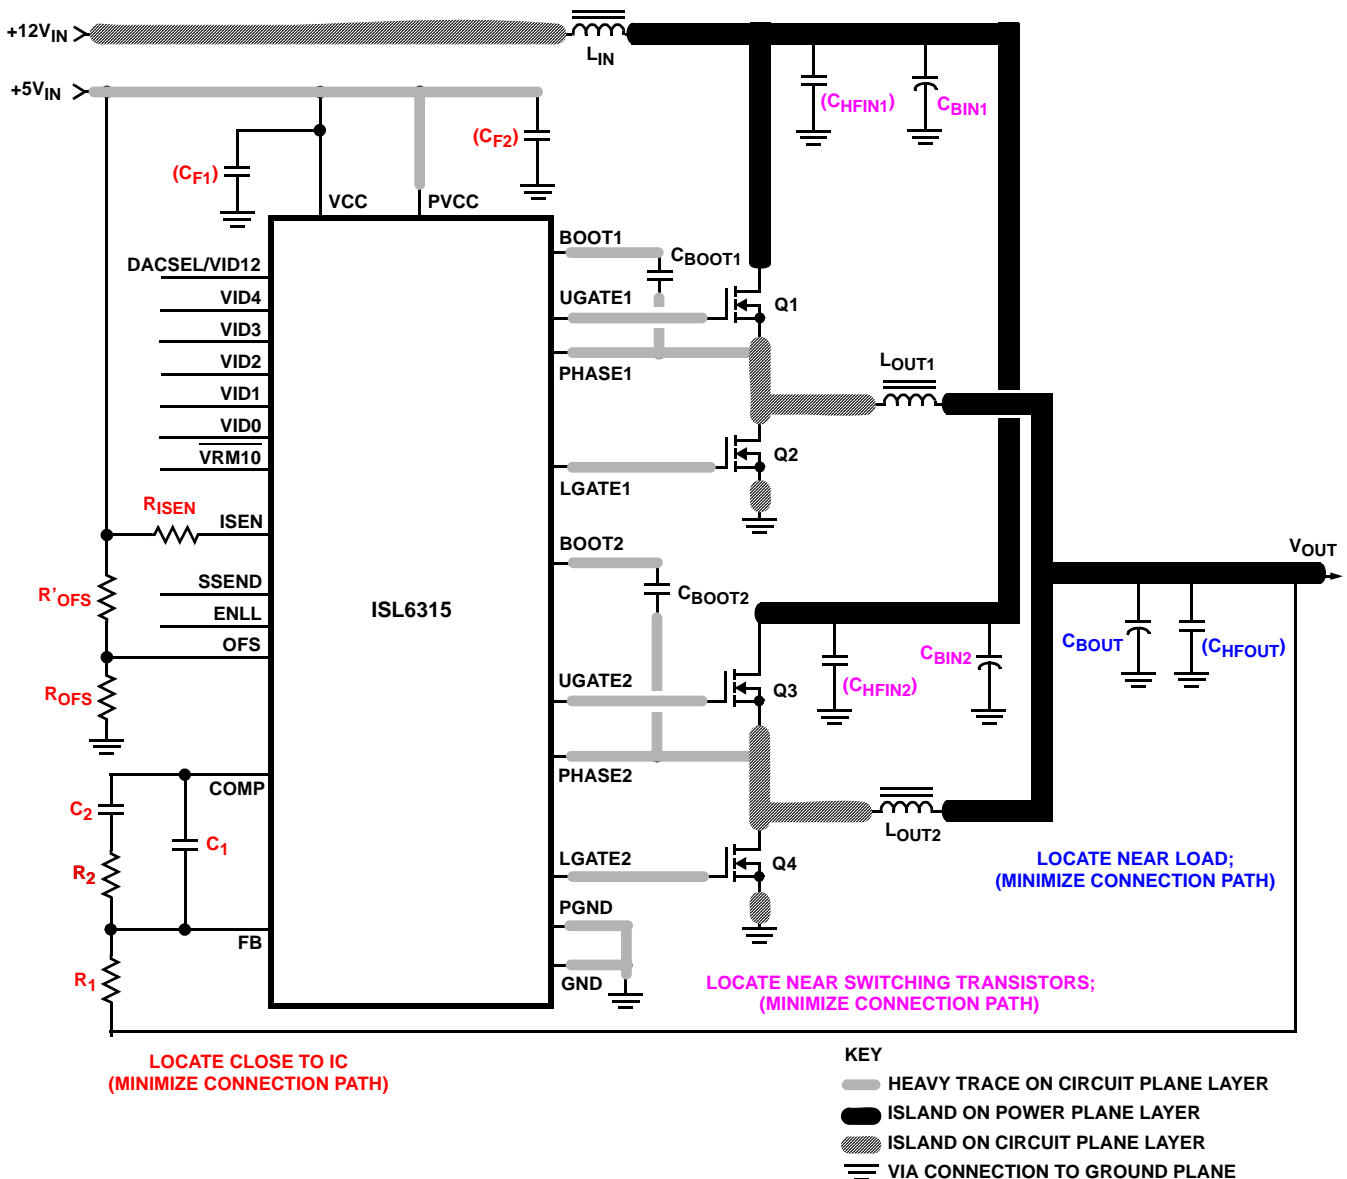 +12VIN
LIN
+5VIN
(CHFIN1)
CBIN1
(CF2)
(CF1)
VCC
PVCC
BOOT1
CBOOT1
DACSEL/VID12
VID4
UGATE1
Q1
VID3
VID2
PHASE1
LOUT1
VID1
VID0
VRM10
Q2
LGATE1
RISEN
ISEN
BOOT2
VOUT
SSEND
R'OFS
CBOOT2
ISL6315
ENLL
OFS
CBOUT
(CHFOUT)
CBIN2
(CHFIN2)
UGATE2
Q3
ROFS
PHASE2
COMP
C2
C1
LOUT2
R2
LGATE2
Q4
LOCATE NEAR LOAD;
(MINIMIZE CONNECTION PATH)
PGND
FB
R1
GND
LOCATE NEAR SWITCHING TRANSISTORS;
(MINIMIZE CONNECTION PATH)
LOCATE CLOSE TO IC
(MINIMIZE CONNECTION PATH)
KEY
HEAVY TRACE ON CIRCUIT PLANE LAYER
ISLAND ON POWER PLANE LAYER
ISLAND ON CIRCUIT PLANE LAYER
VIA CONNECTION TO GROUND PLANE